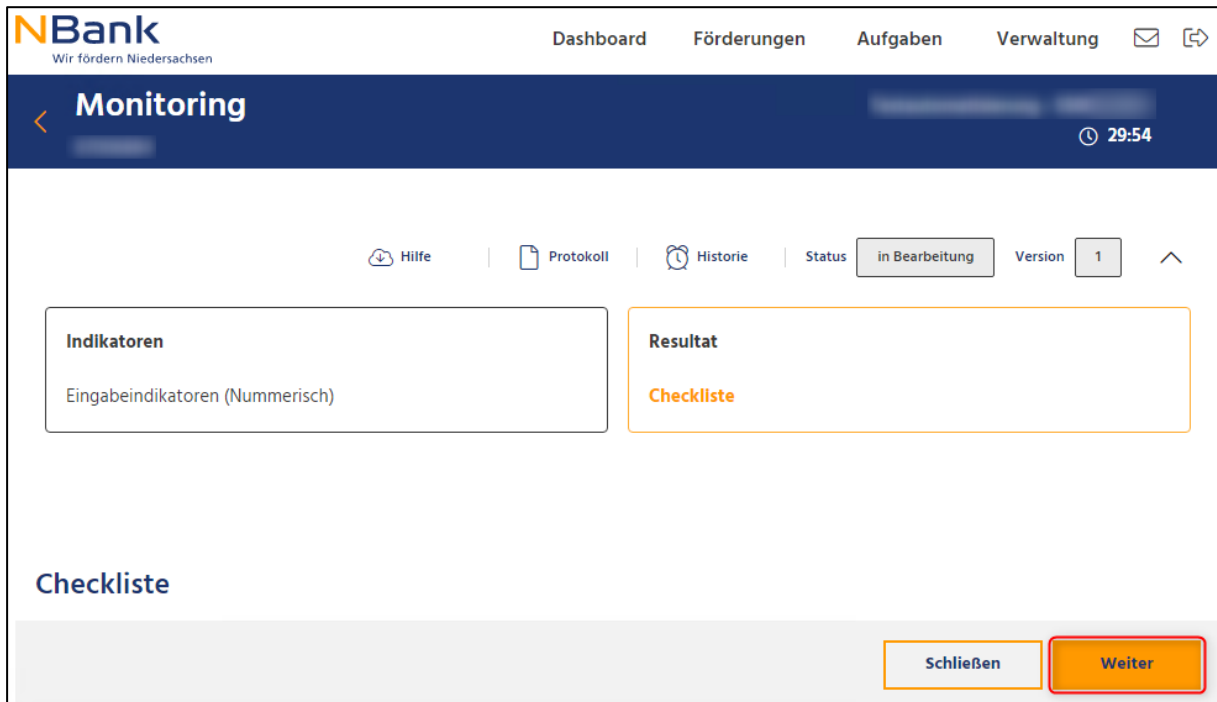 NBank
Wir fördern Niedersachsen
Dashboard Förderungen Aufgaben Verwaltung
Monitoring
29:54
Hilfe Protokoll Historie Status in Bearbeitung Version 1
Indikatoren
Eingabeindikatoren (Nummerisch)
Resultat
Checkliste
Checkliste
Schließen Weiter